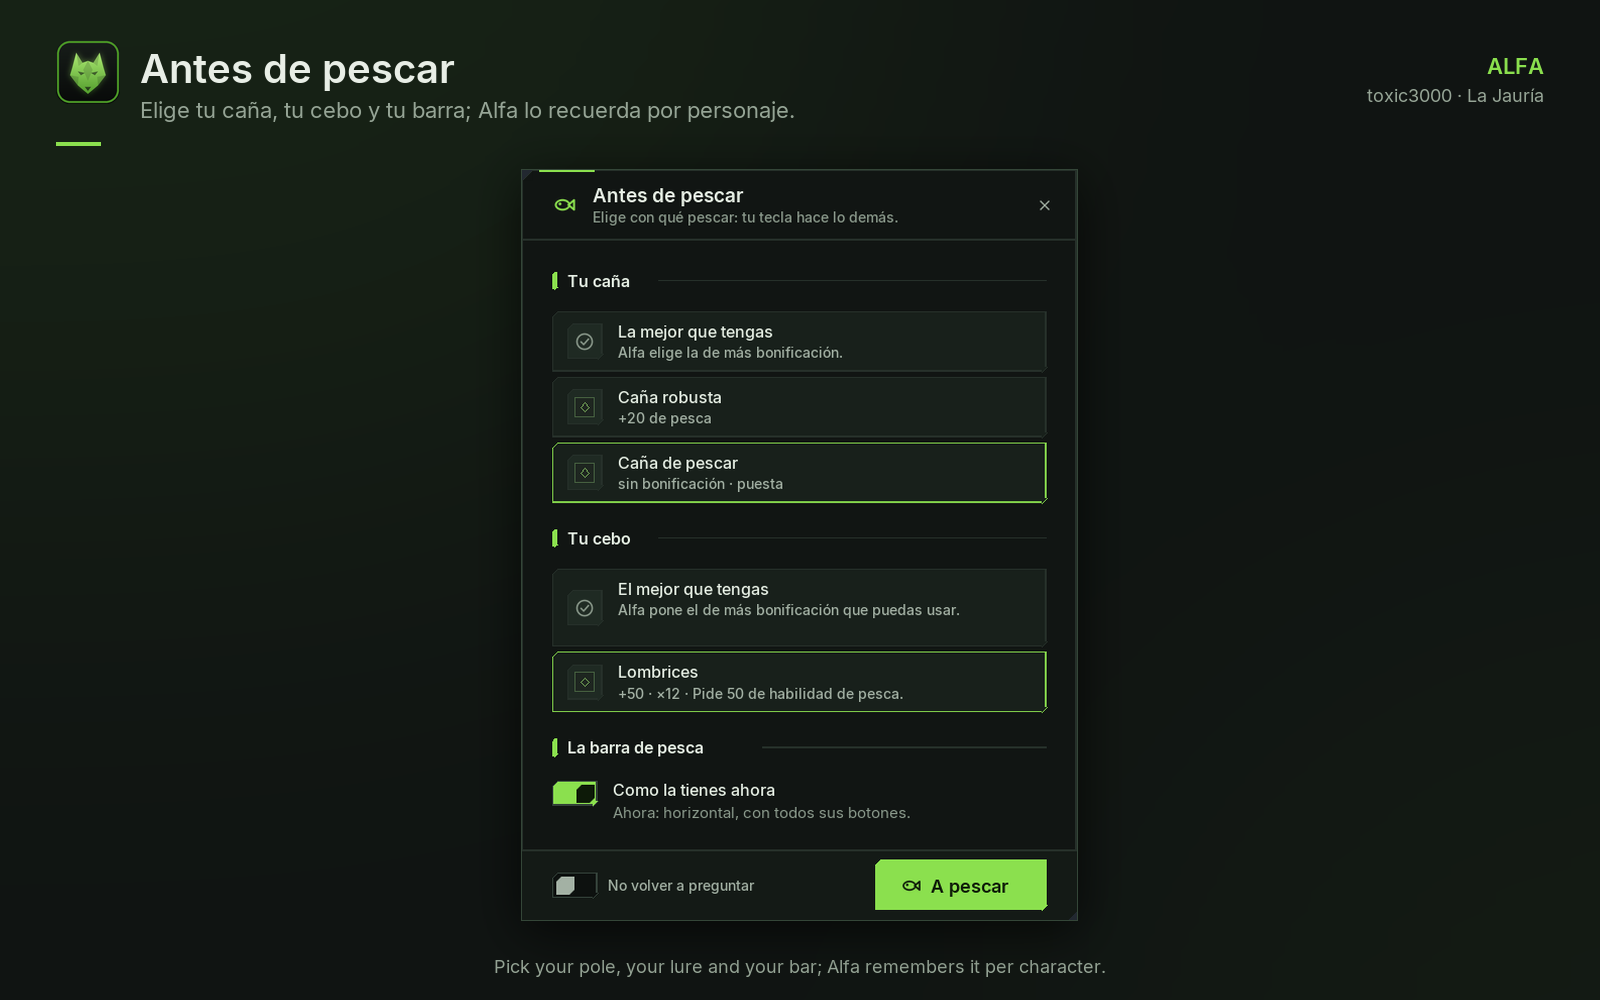 Antes de pescar
Elige tu caña, tu cebo y tu barra; Alfa lo recuerda por personaje.
ALFA
toxic3000 · La Jauría
Antes de pescar
Elige con qué pescar: tu tecla hace lo demás.
Tu caña
La mejor que tengas
Alfa elige la de más bonificación.
Caña robusta
+20 de pesca
Caña de pescar
sin bonificación · puesta
Tu cebo
El mejor que tengas
Alfa pone el de más bonificación que puedas usar.
Lombrices
+50 · ×12 · Pide 50 de habilidad de pesca.
La barra de pesca
Como la tienes ahora
Ahora: horizontal, con todos sus botones.
No volver a preguntar
A pescar
Pick your pole, your lure and your bar; Alfa remembers it per character.